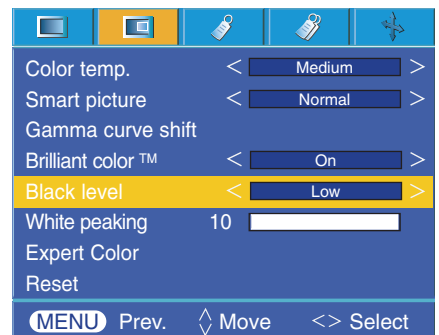 Color temp. < Medium >
Smart picture < Normal >
Gamma curve shift
Brilliant color ™ < On >
Black level < Low >
White peaking 10
Expert Color
Reset
MENU Prev. Move <> Select